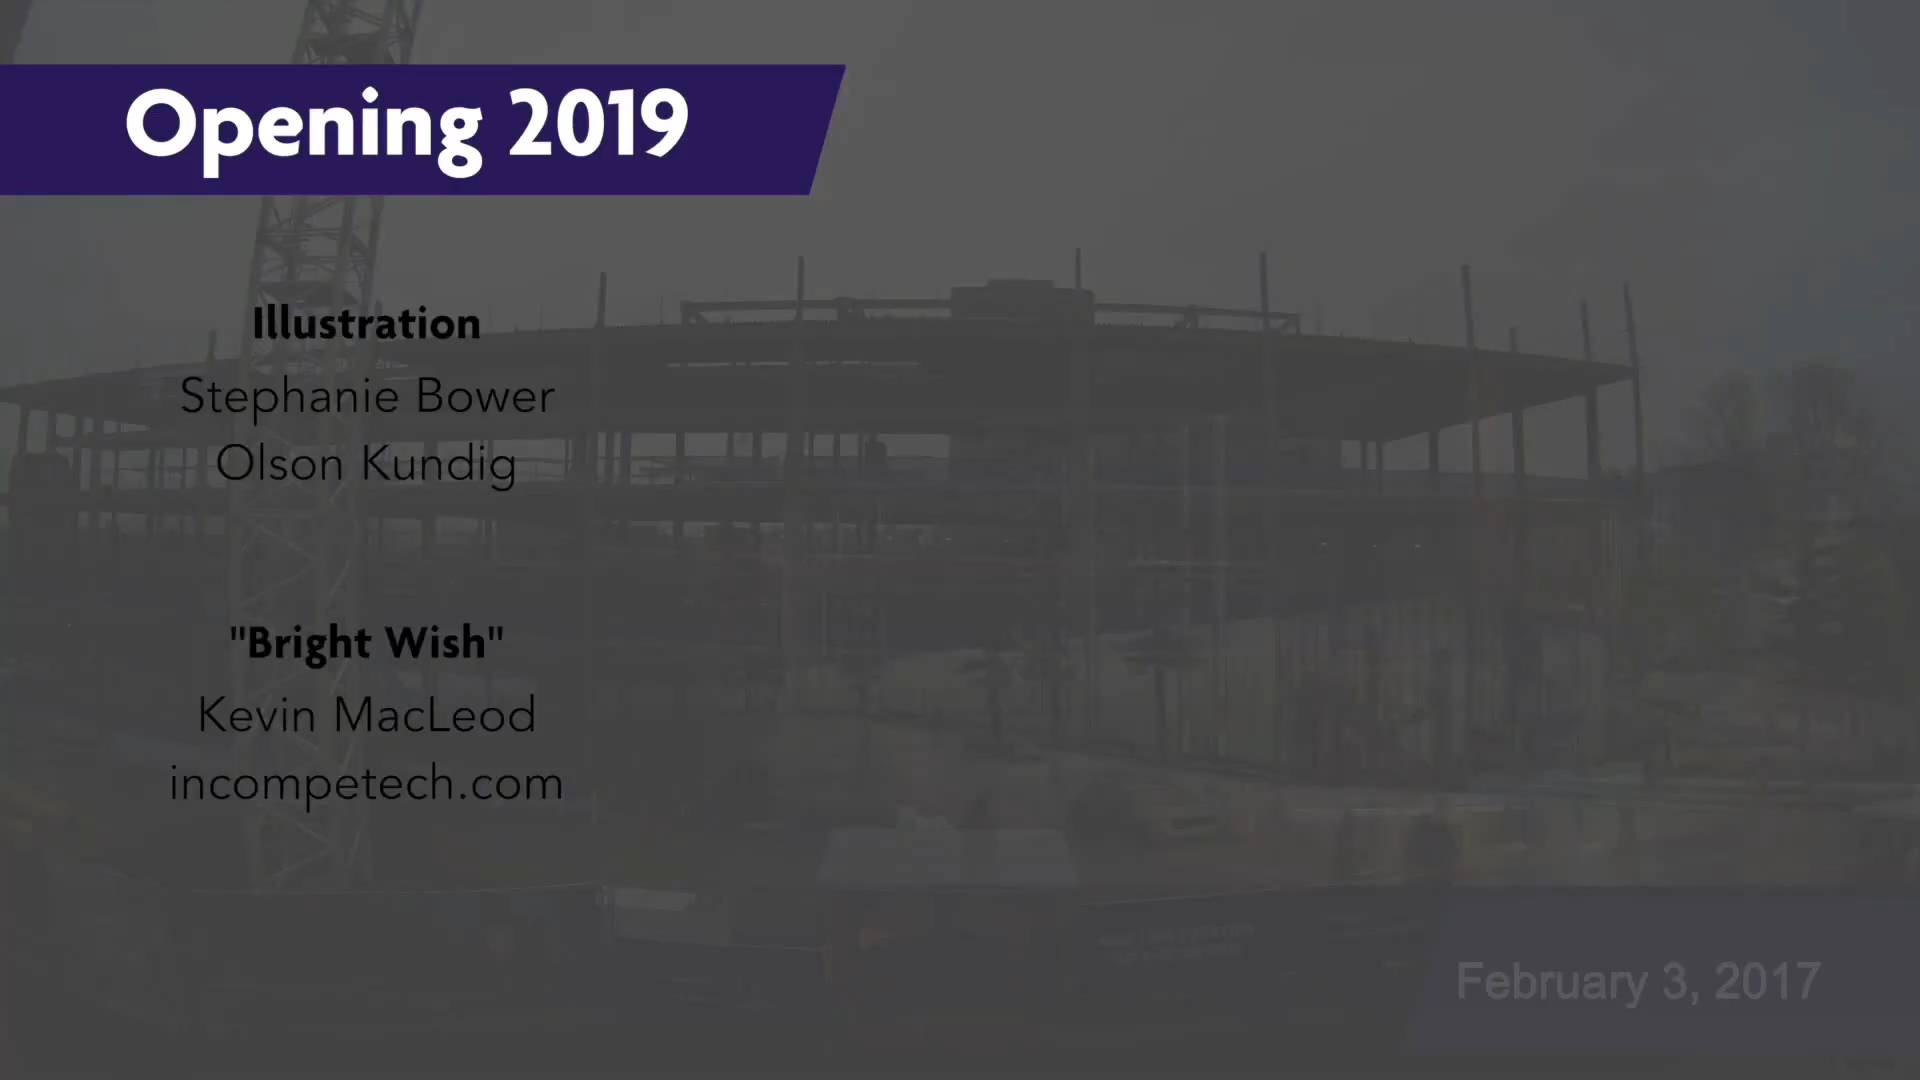 Opening 2019
Illustration
Stephanie Bower
Olson Kundig
"Bright Wish"
Kevin MacLeod
incompetech.com
February 3, 2017